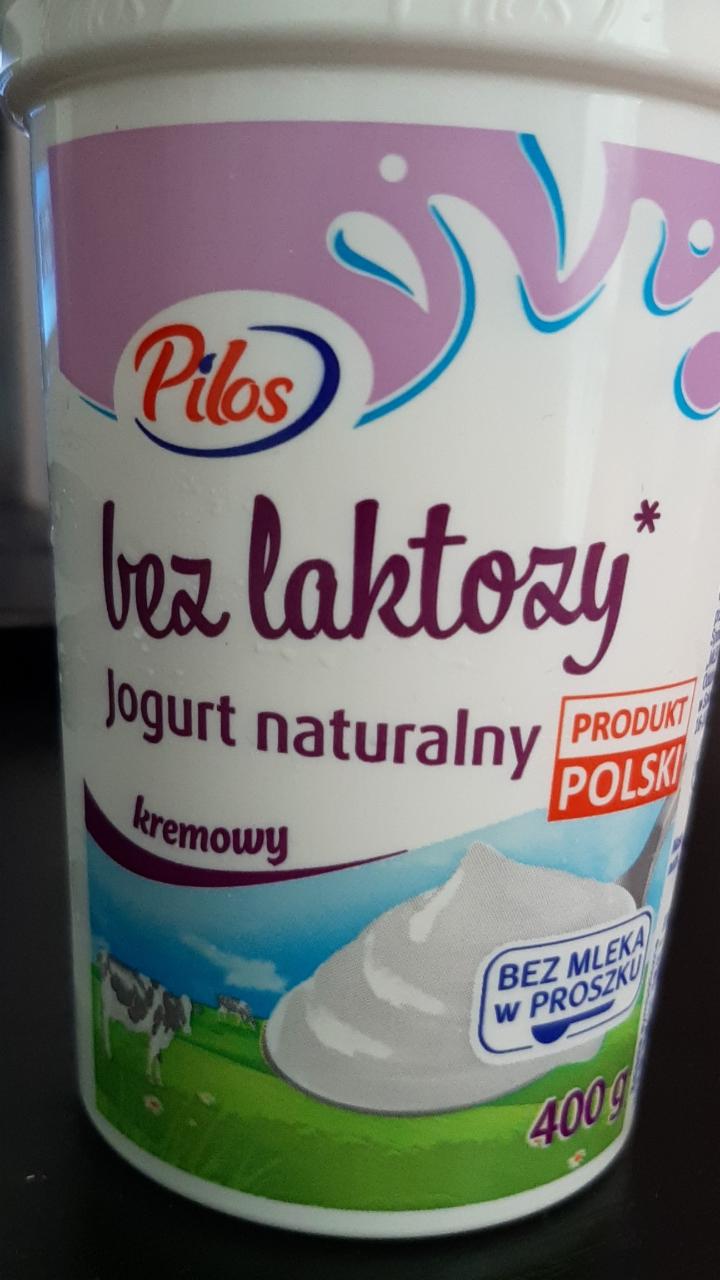 Pilos
bez laktozy*
Jogurt naturalny
PRODUKT
POLSKI
kremowy
BEZ MLEKA
W PROSZKU
400 g